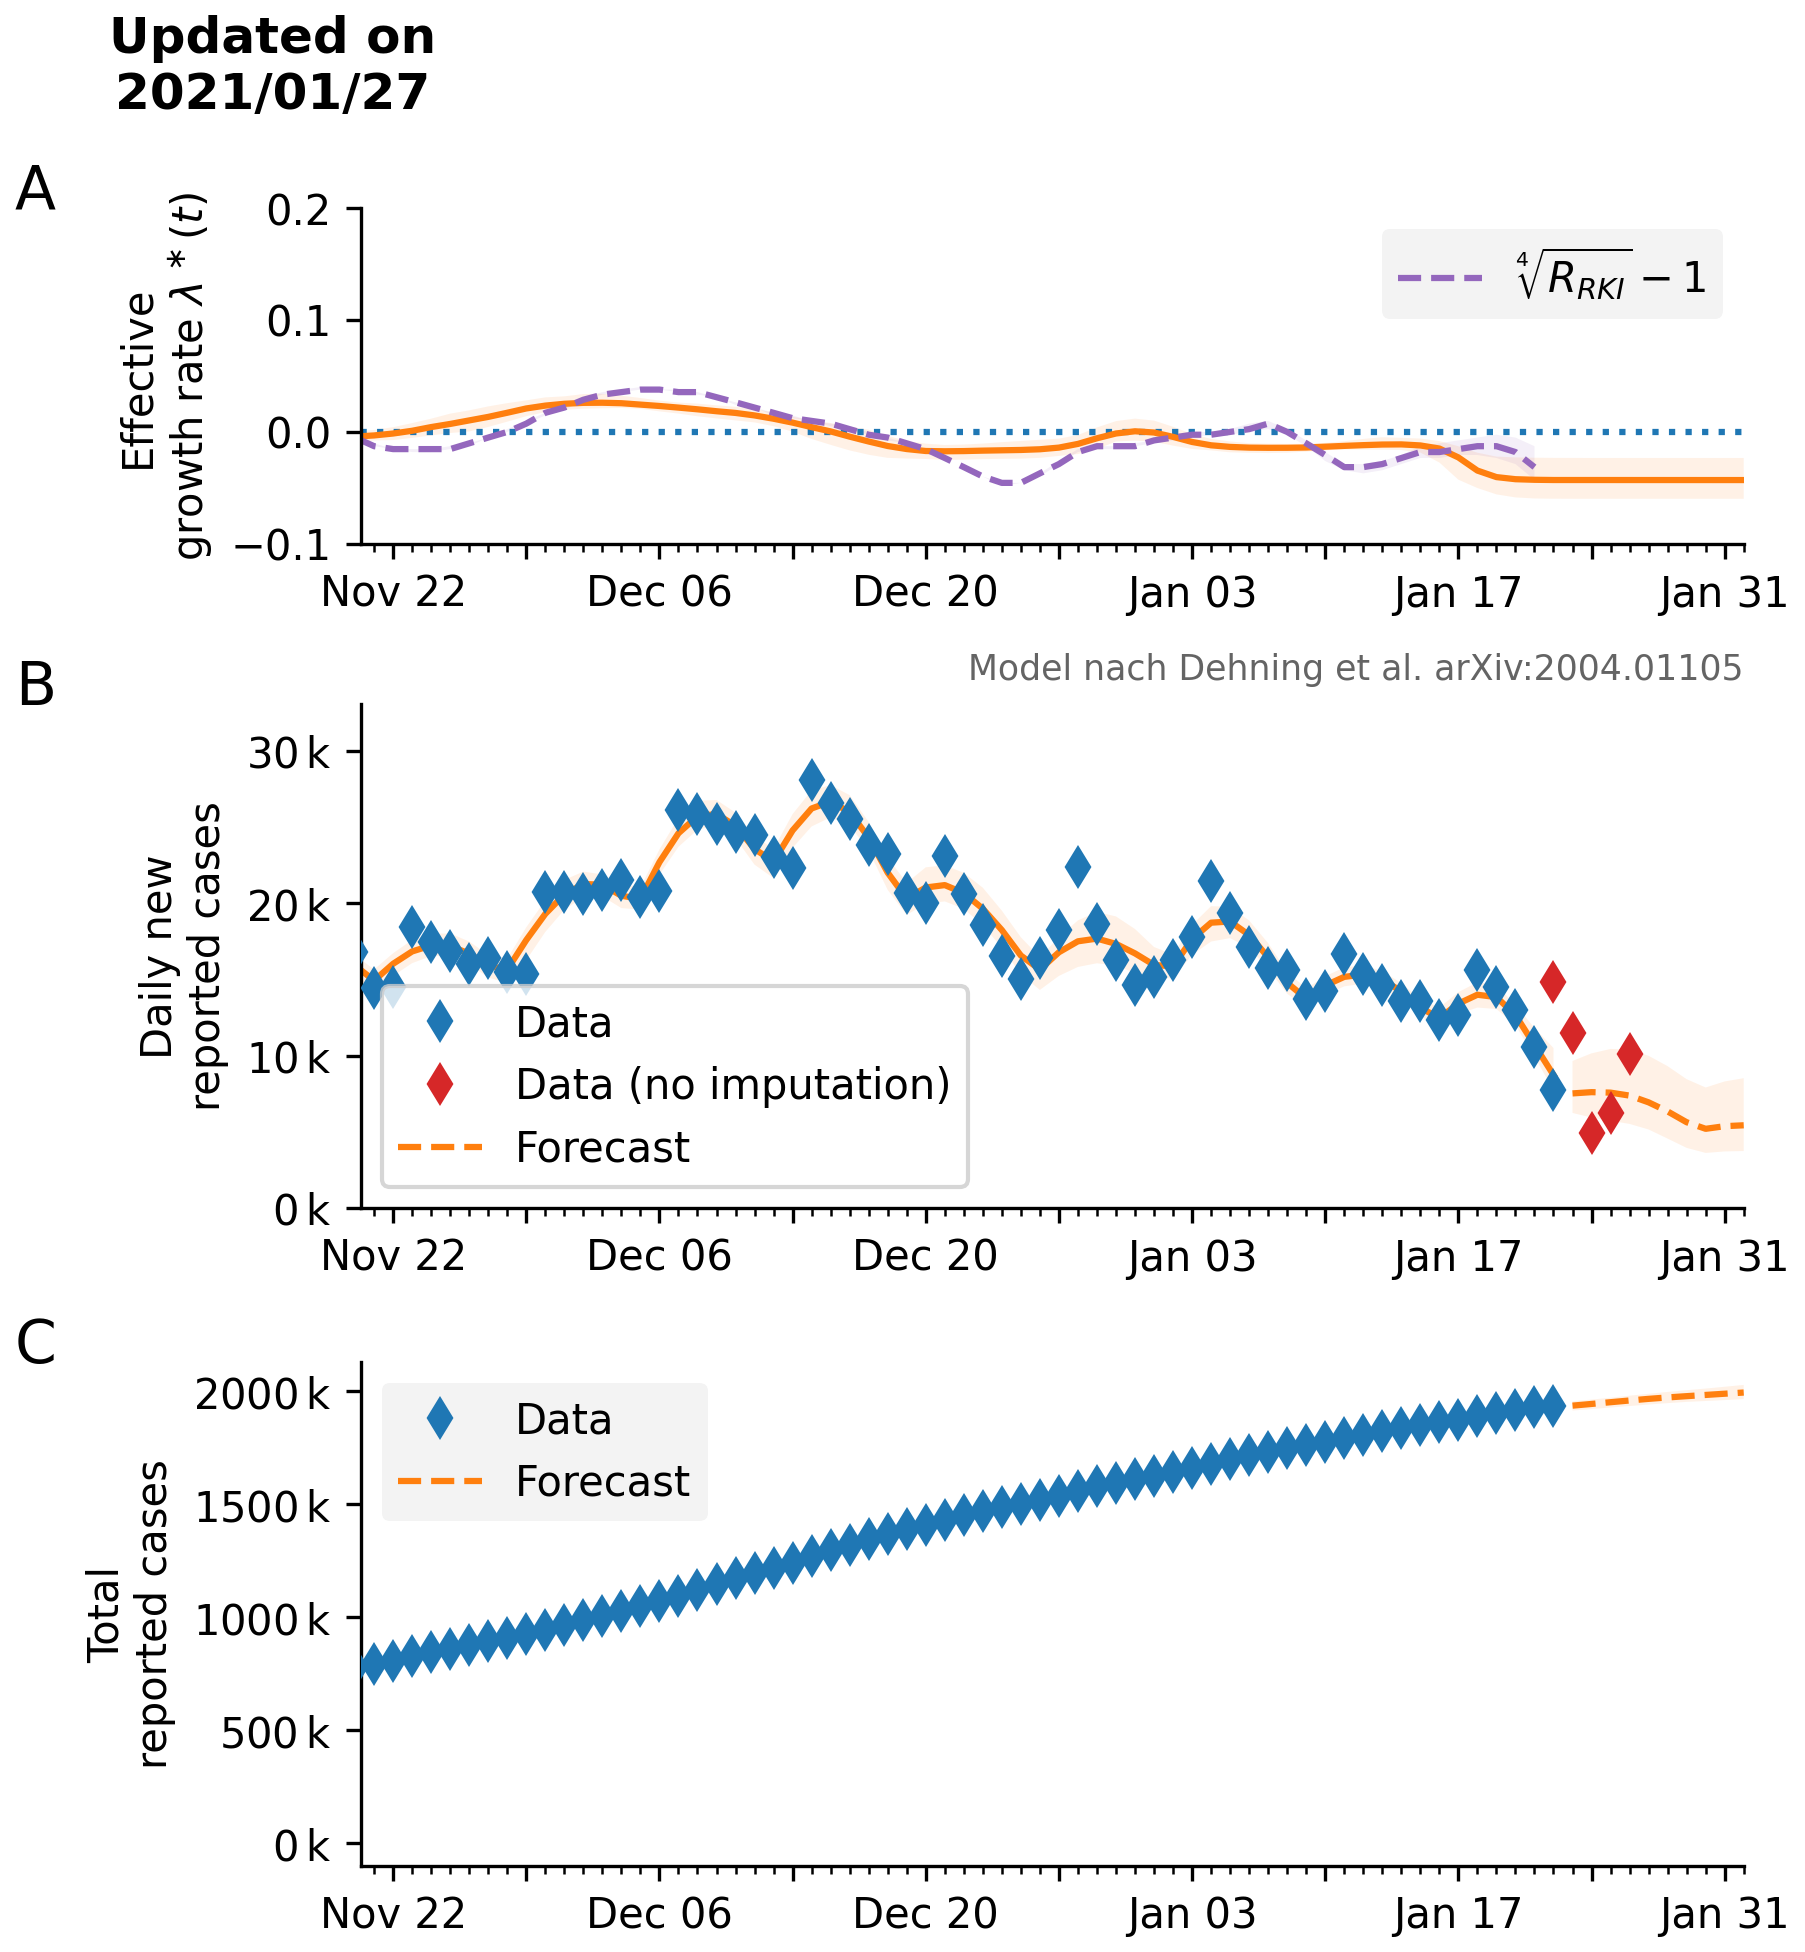 Updated on
2021/01/27
A
Effective
growth rate λ * (t)
0.2
0.1
0.0
−0.1
∜R_RKI − 1
Nov 22 Dec 06 Dec 20 Jan 03 Jan 17 Jan 31
Model nach Dehning et al. arXiv:2004.01105
B
Daily new
reported cases
30 k
20 k
10 k
0 k
Data
Data (no imputation)
Forecast
Nov 22 Dec 06 Dec 20 Jan 03 Jan 17 Jan 31
C
Total
reported cases
2000 k
1500 k
1000 k
500 k
0 k
Data
Forecast
Nov 22 Dec 06 Dec 20 Jan 03 Jan 17 Jan 31